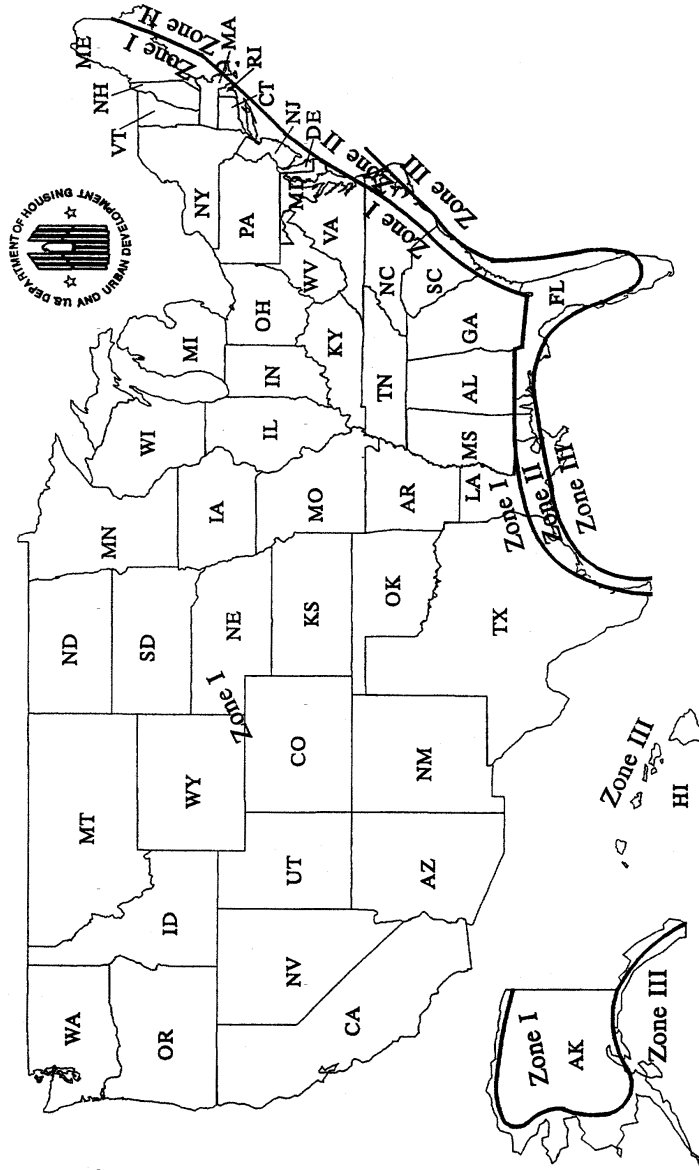 U.S. DEPARTMENT OF HOUSING
AND URBAN DEVELOPMENT
WA
OR
CA
NV
ID
MT
WY
UT
AZ
CO
NM
ND
SD
NE
Zone I
KS
OK
TX
MN
IA
MO
AR
LA
WI
IL
MS
MI
IN
OH
KY
TN
AL
GA
FL
SC
NC
VA
WV
MD
PA
NY
VT
NH
ME
MA
RI
CT
NJ
DE
Zone I
Zone II
Zone I
Zone II
Zone III
Zone I
Zone II
Zone III
Zone I
AK
Zone III
Zone III
HI